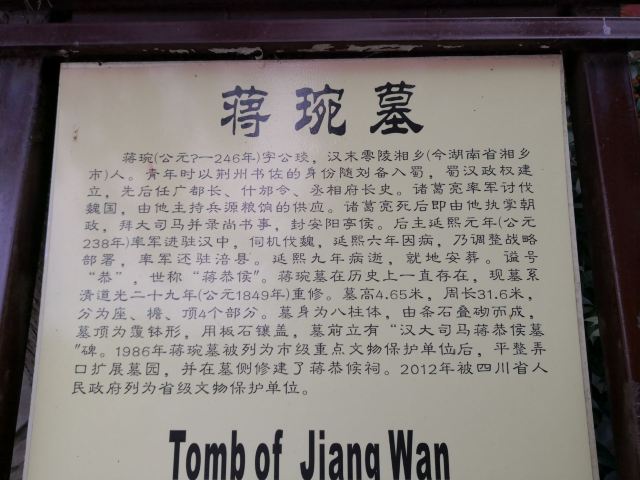 蒋琬墓
蒋琬(公元?一246年)字公琰，汉末零陵湘乡(今湖南省湘乡
市)人。青年时以荆州书佐的身份随刘备入蜀，蜀汉政权建
立，先后任广都长、什邡令、丞相府长史。诸葛亮率军讨伐
魏国，由他主持兵源粮饷的供应。诸葛亮死后即由他执掌朝
政，拜大司马并录尚书事，封安阳亭侯。后主延熙元年(公元
238年)率军进驻汉中，伺机伐魏，延熙六年因病，乃调整战略
部署，率军还驻涪县。延熙九年病逝，就地安葬。谥号
“恭”，世称“蒋恭侯”。蒋琬墓在历史上一直存在，现墓系
清道光二十九年(公元1849年)重修。墓高4.65米，周长31.6米，
分为座、檐、顶4个部分。墓身为八柱体，由条石叠砌而成，
墓顶为覆钵形，用板石镶盖，墓前立有“汉大司马蒋恭侯墓
”碑。1986年蒋琬墓被列为市级重点文物保护单位后，平整弄
口扩展墓园，并在墓侧修建了蒋恭侯祠。2012年被四川省人
民政府列为省级文物保护单位。
Tomb of Jiang Wan